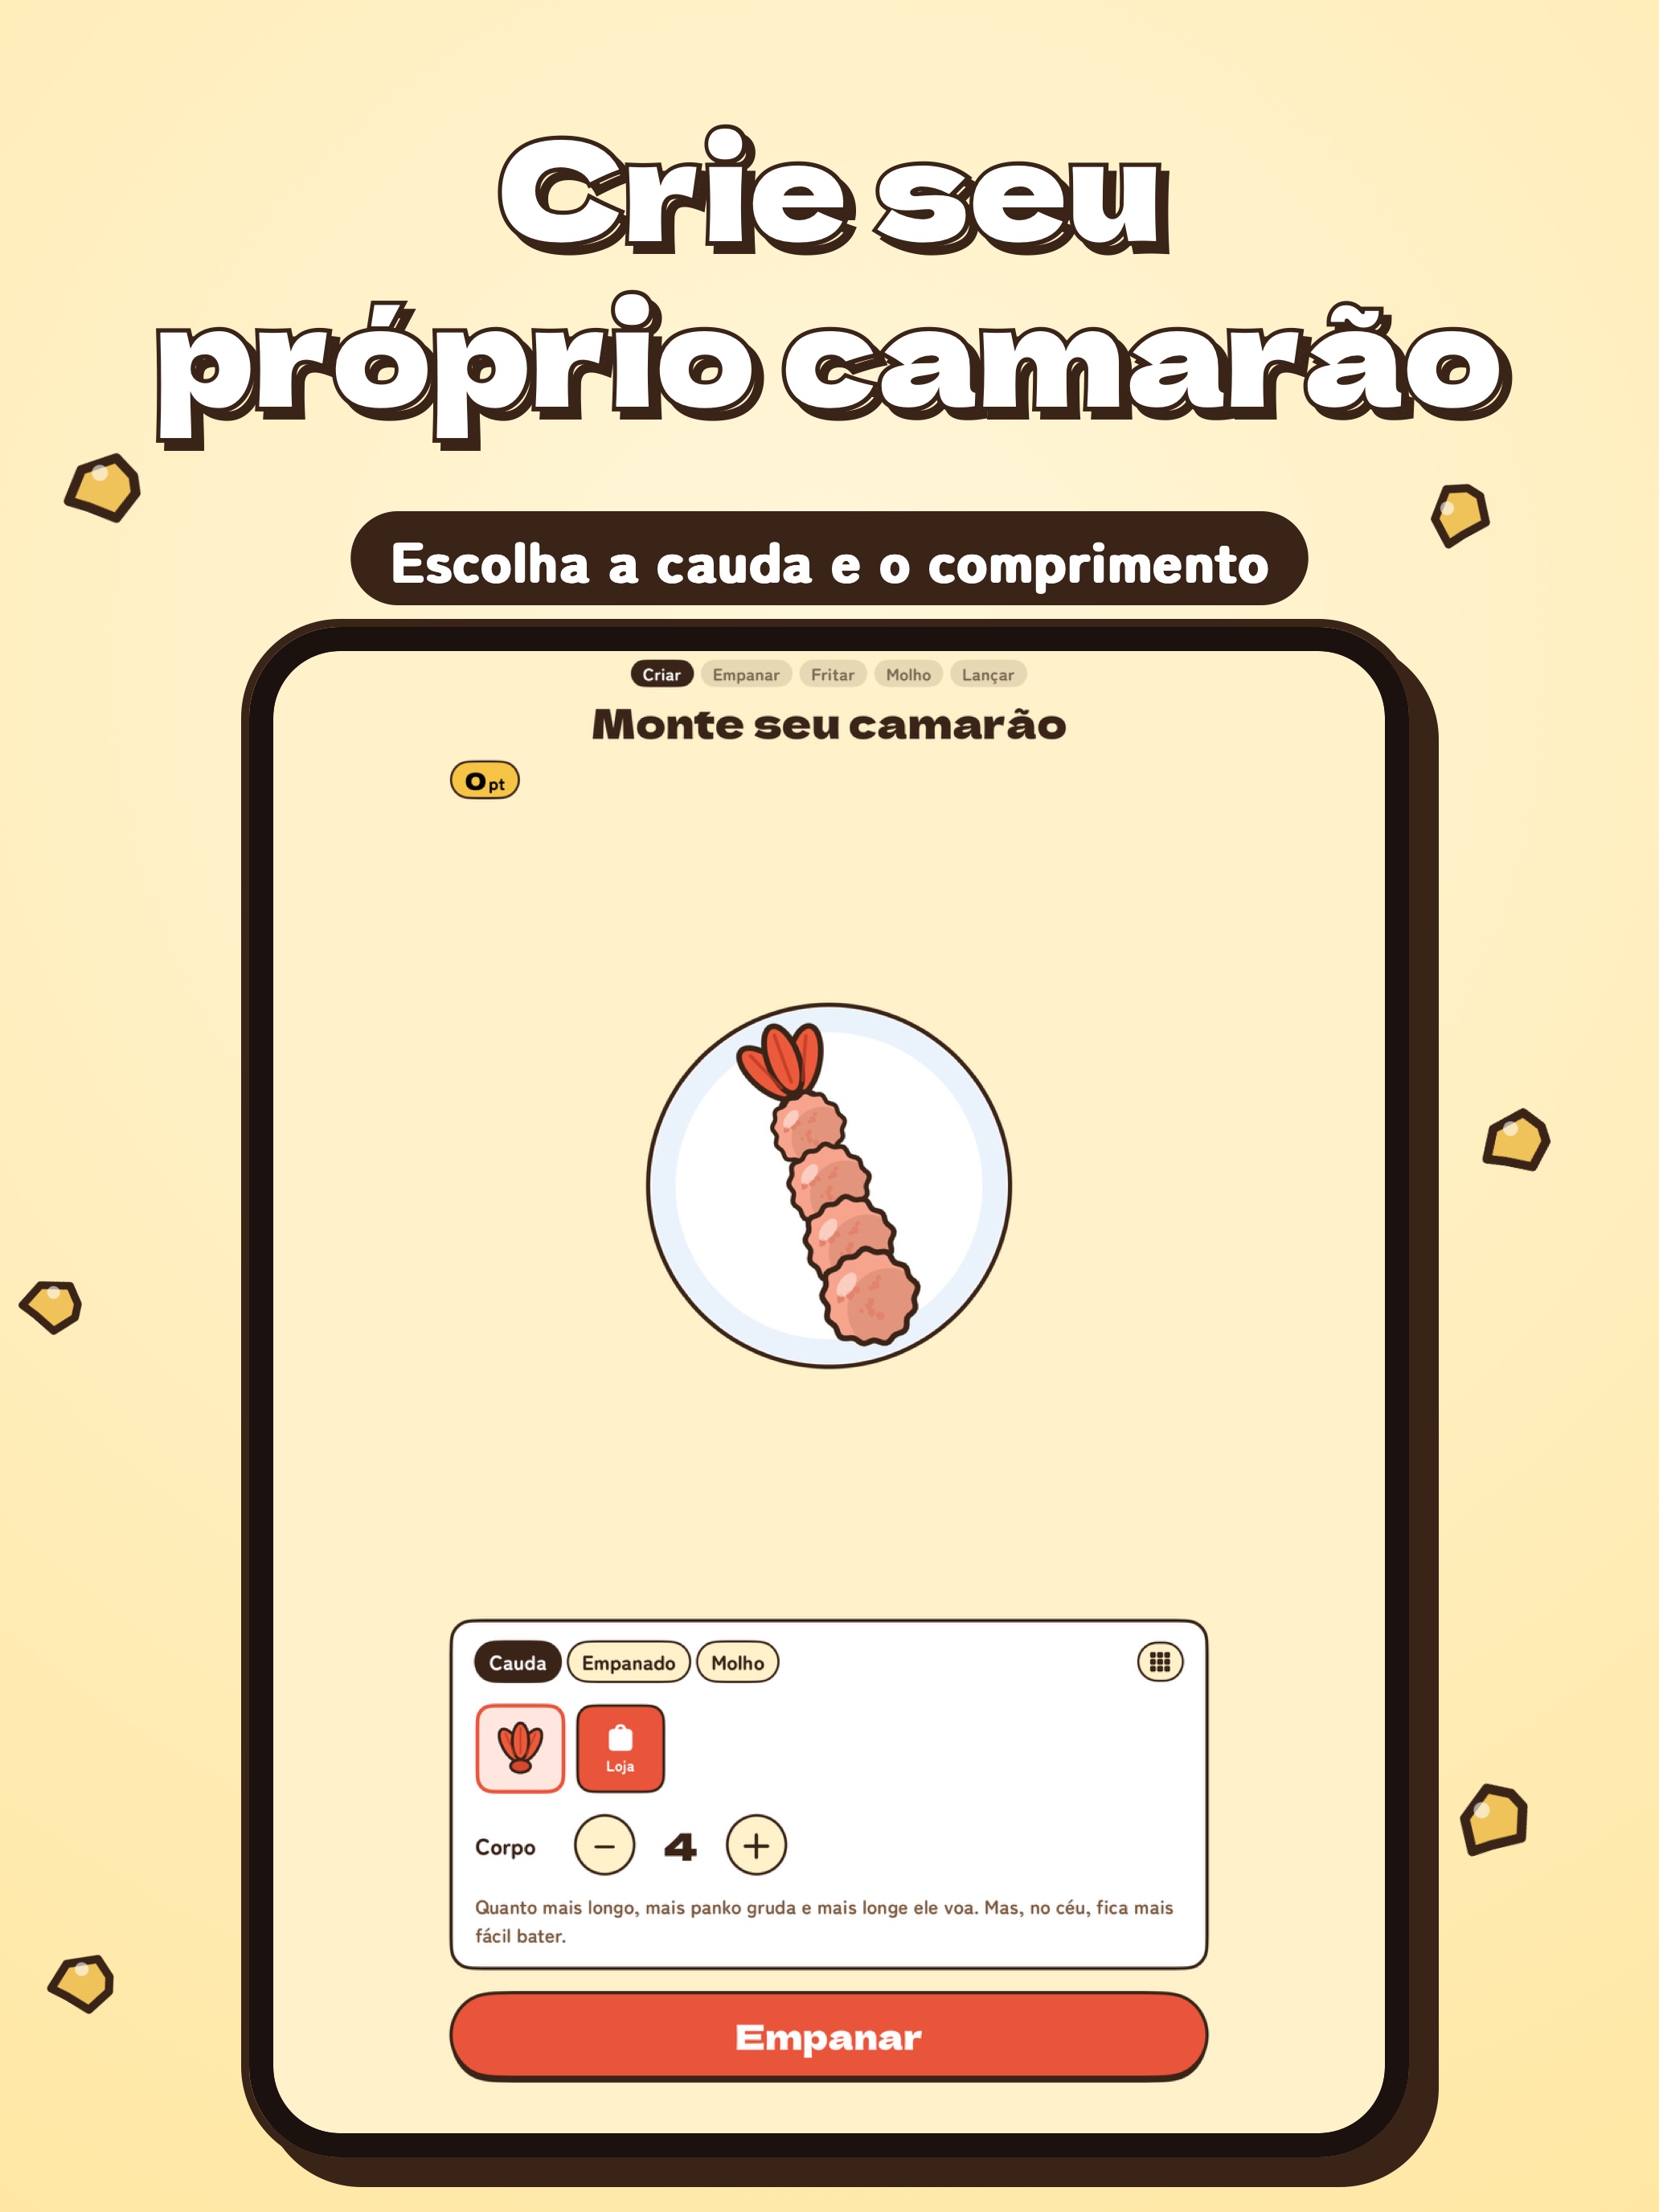 Crie seu
próprio camarão
Escolha a cauda e o comprimento
Criar Empanar Fritar Molho Lançar
Monte seu camarão
0 pt
Cauda Empanado Molho
Loja
Corpo − 4 +
Quanto mais longo, mais panko gruda e mais longe ele voa. Mas, no céu, fica mais
fácil bater.
Empanar